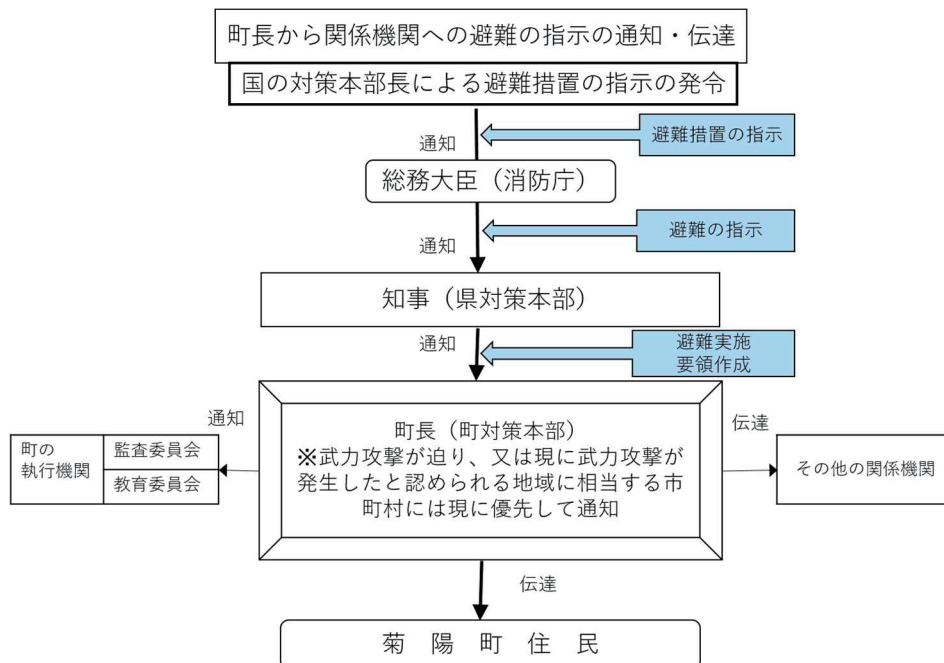 町長から関係機関への避難の指示の通知・伝達
国の対策本部長による避難措置の指示の発令
通知
避難措置の指示
総務大臣（消防庁）
通知
避難の指示
知事（県対策本部）
通知
避難実施
要領作成
通知
町の
執行機関
監査委員会
教育委員会
町長（町対策本部）
※武力攻撃が迫り、又は現に武力攻撃が
発生したと認められる地域に相当する市
町村には現に優先して通知
伝達
その他の関係機関
伝達
菊　陽　町　住　民